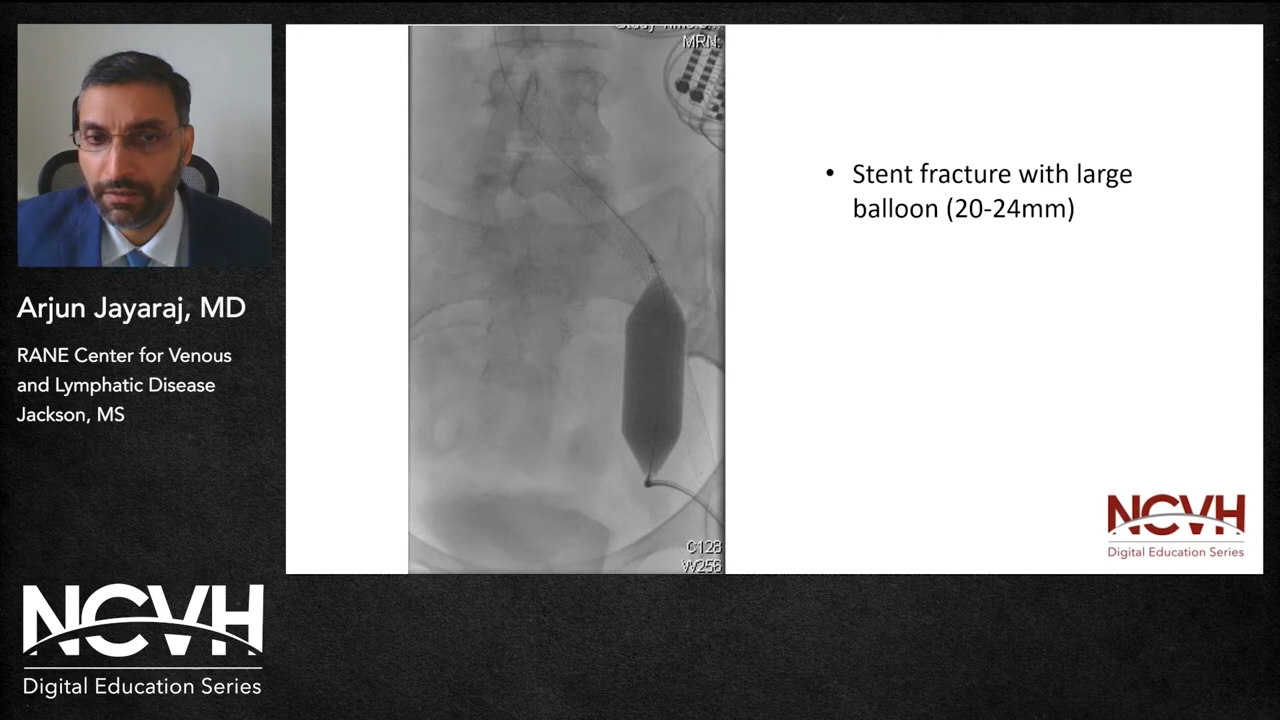 MRN:
• Stent fracture with large
balloon (20-24mm)
Arjun Jayaraj, MD
RANE Center for Venous
and Lymphatic Disease
Jackson, MS
C128
W256
NCVH
Digital Education Series
NCVH
Digital Education Series